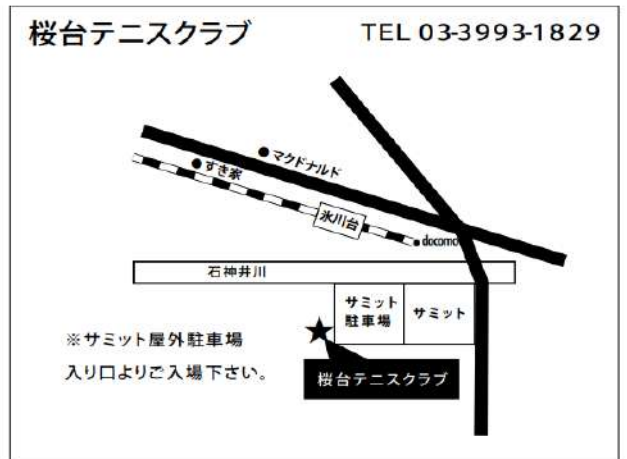 桜台テニスクラブ
TEL 03-3993-1829
マクドナルド
すき家
氷川台
docomo
石神井川
サミット
駐車場
サミット
※サミット屋外駐車場
入り口よりご入場下さい。
桜台テニスクラブ